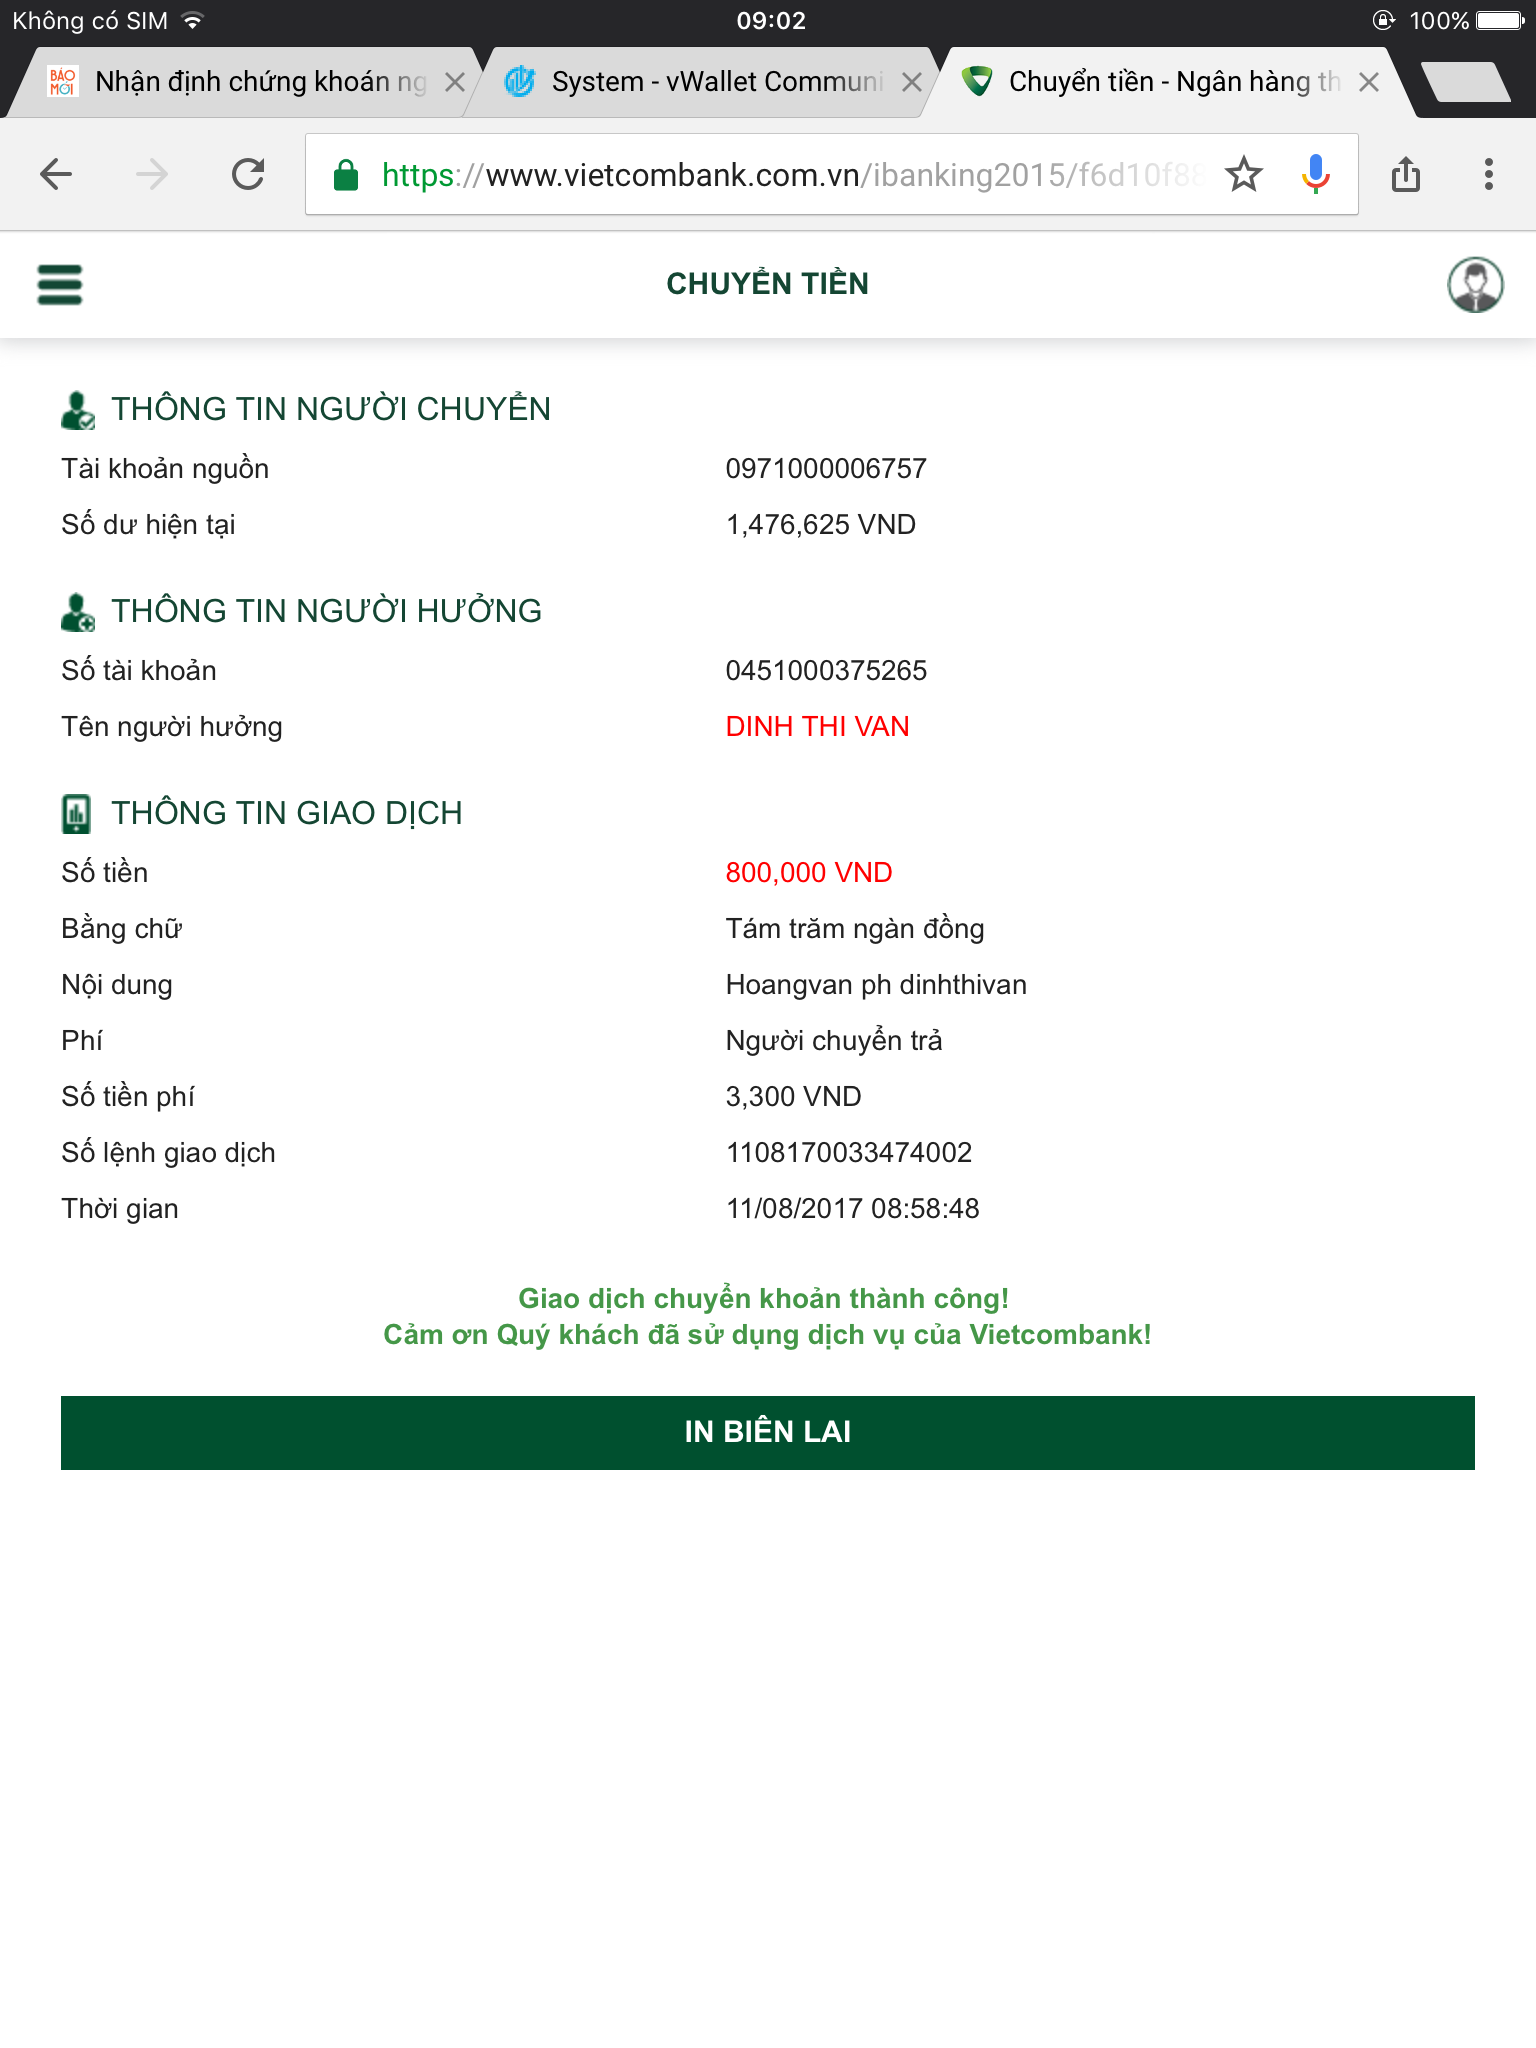 Không có SIM 09:02 100%
BÁO MỚI Nhận định chứng khoán ng System - vWallet Communi Chuyển tiền - Ngân hàng th
https://www.vietcombank.com.vn/ibanking2015/f6d10f88
CHUYỂN TIỀN
THÔNG TIN NGƯỜI CHUYỂN
Tài khoản nguồn 0971000006757
Số dư hiện tại 1,476,625 VND
THÔNG TIN NGƯỜI HƯỞNG
Số tài khoản 0451000375265
Tên người hưởng DINH THI VAN
THÔNG TIN GIAO DỊCH
Số tiền 800,000 VND
Bằng chữ Tám trăm ngàn đồng
Nội dung Hoangvan ph dinhthivan
Phí Người chuyển trả
Số tiền phí 3,300 VND
Số lệnh giao dịch 1108170033474002
Thời gian 11/08/2017 08:58:48
Giao dịch chuyển khoản thành công!
Cảm ơn Quý khách đã sử dụng dịch vụ của Vietcombank!
IN BIÊN LAI